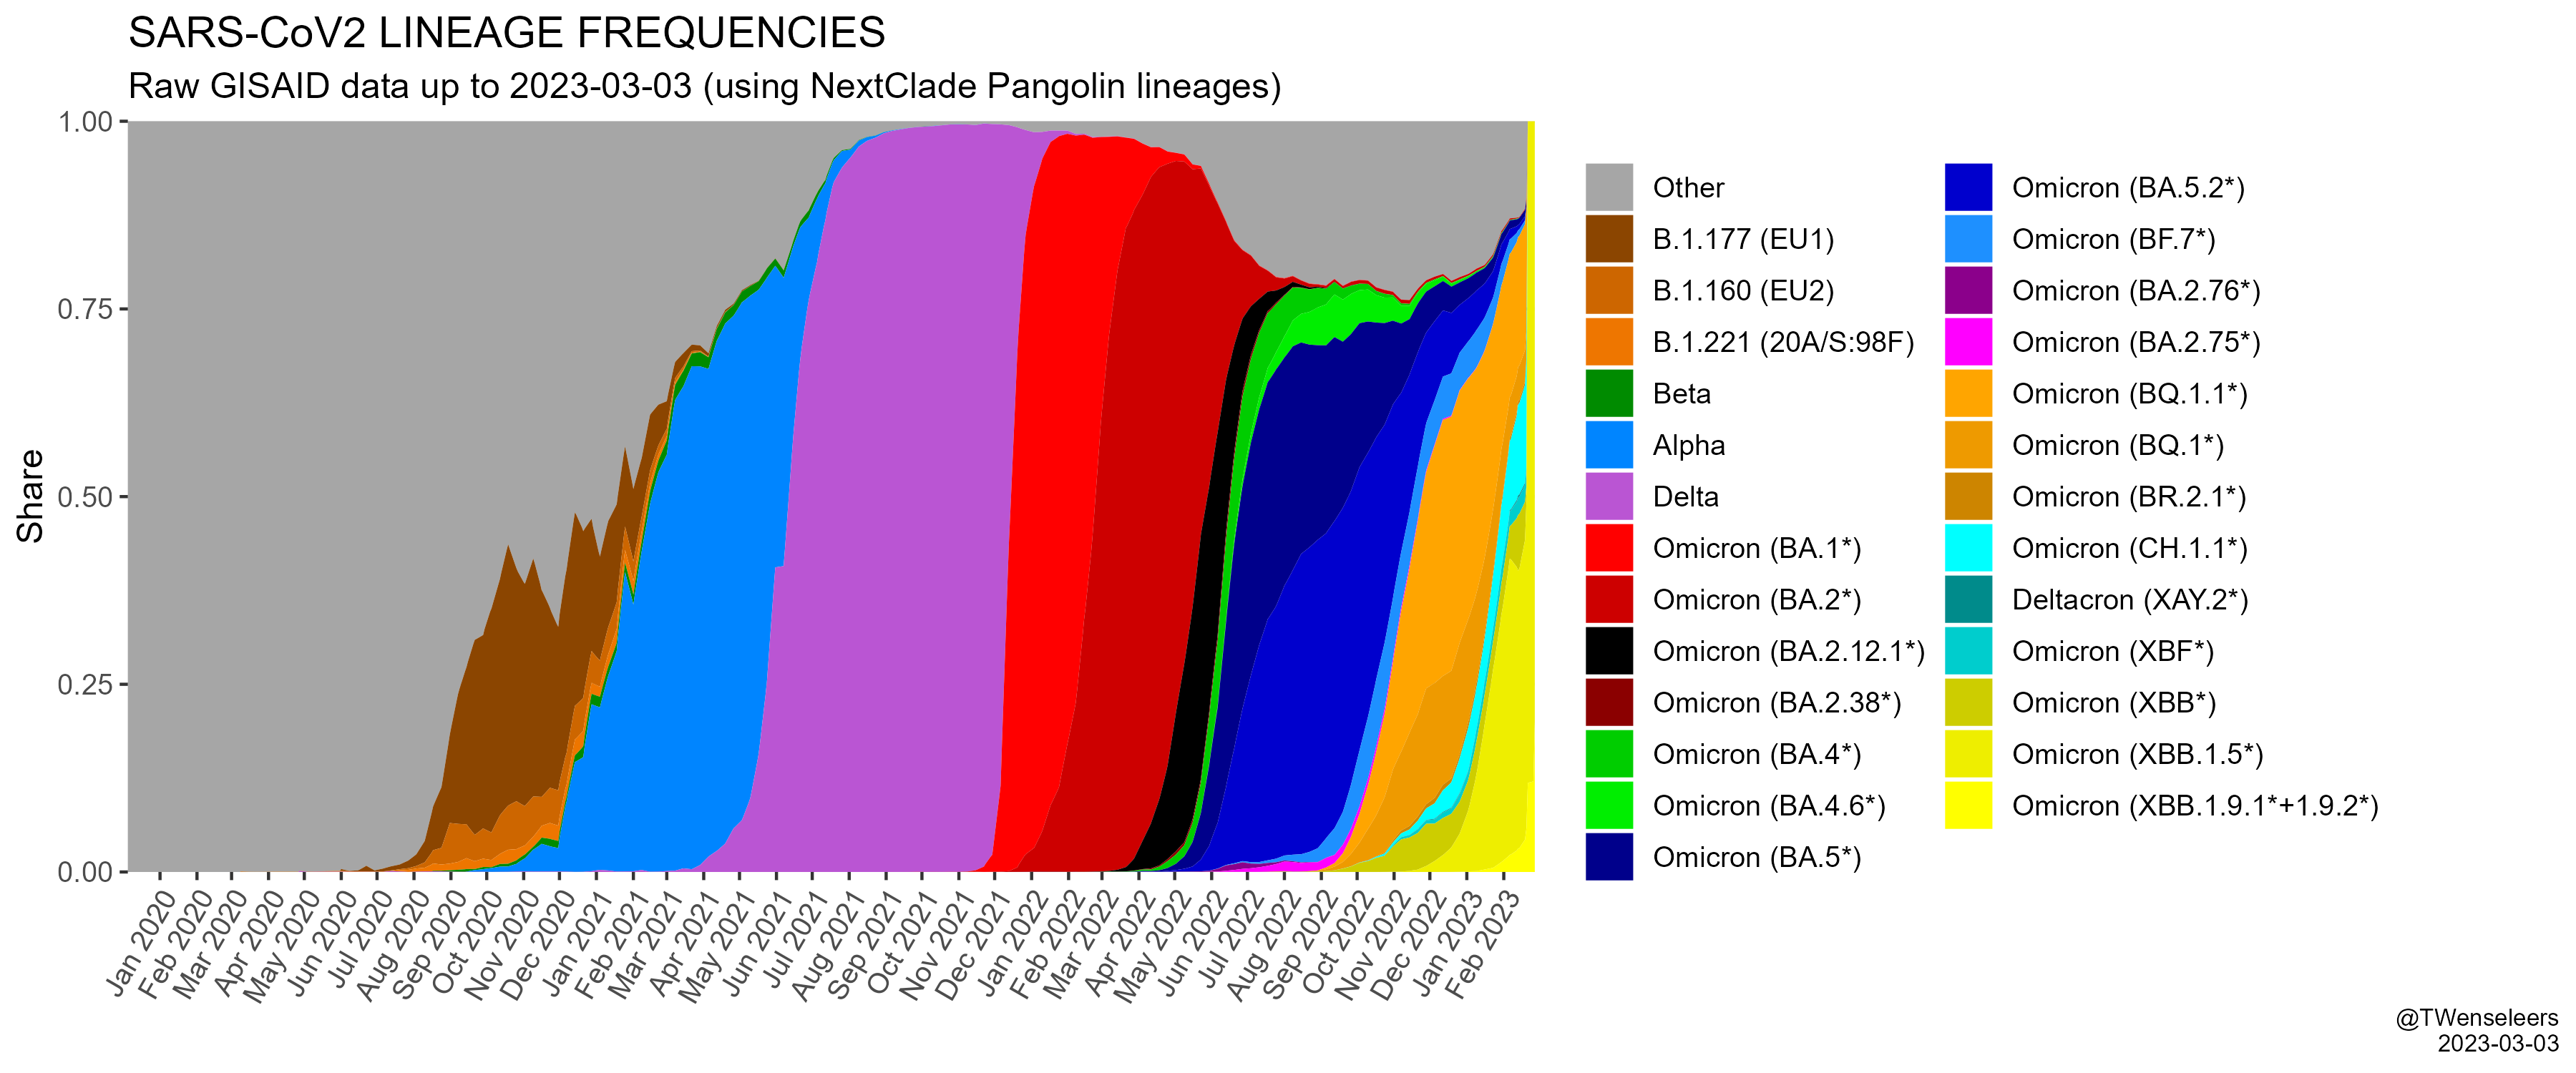 SARS-CoV2 LINEAGE FREQUENCIES
Raw GISAID data up to 2023-03-03 (using NextClade Pangolin lineages)
Share
1.00
0.75
0.50
0.25
0.00
Jan 2020
Feb 2020
Mar 2020
Apr 2020
May 2020
Jun 2020
Jul 2020
Aug 2020
Sep 2020
Oct 2020
Nov 2020
Dec 2020
Jan 2021
Feb 2021
Mar 2021
Apr 2021
May 2021
Jun 2021
Jul 2021
Aug 2021
Sep 2021
Oct 2021
Nov 2021
Dec 2021
Jan 2022
Feb 2022
Mar 2022
Apr 2022
May 2022
Jun 2022
Jul 2022
Aug 2022
Sep 2022
Oct 2022
Nov 2022
Dec 2022
Jan 2023
Feb 2023
Other
B.1.177 (EU1)
B.1.160 (EU2)
B.1.221 (20A/S:98F)
Beta
Alpha
Delta
Omicron (BA.1*)
Omicron (BA.2*)
Omicron (BA.2.12.1*)
Omicron (BA.2.38*)
Omicron (BA.4*)
Omicron (BA.4.6*)
Omicron (BA.5*)
Omicron (BA.5.2*)
Omicron (BF.7*)
Omicron (BA.2.76*)
Omicron (BA.2.75*)
Omicron (BQ.1.1*)
Omicron (BQ.1*)
Omicron (BR.2.1*)
Omicron (CH.1.1*)
Deltacron (XAY.2*)
Omicron (XBF*)
Omicron (XBB*)
Omicron (XBB.1.5*)
Omicron (XBB.1.9.1*+1.9.2*)
@TWenseleers
2023-03-03